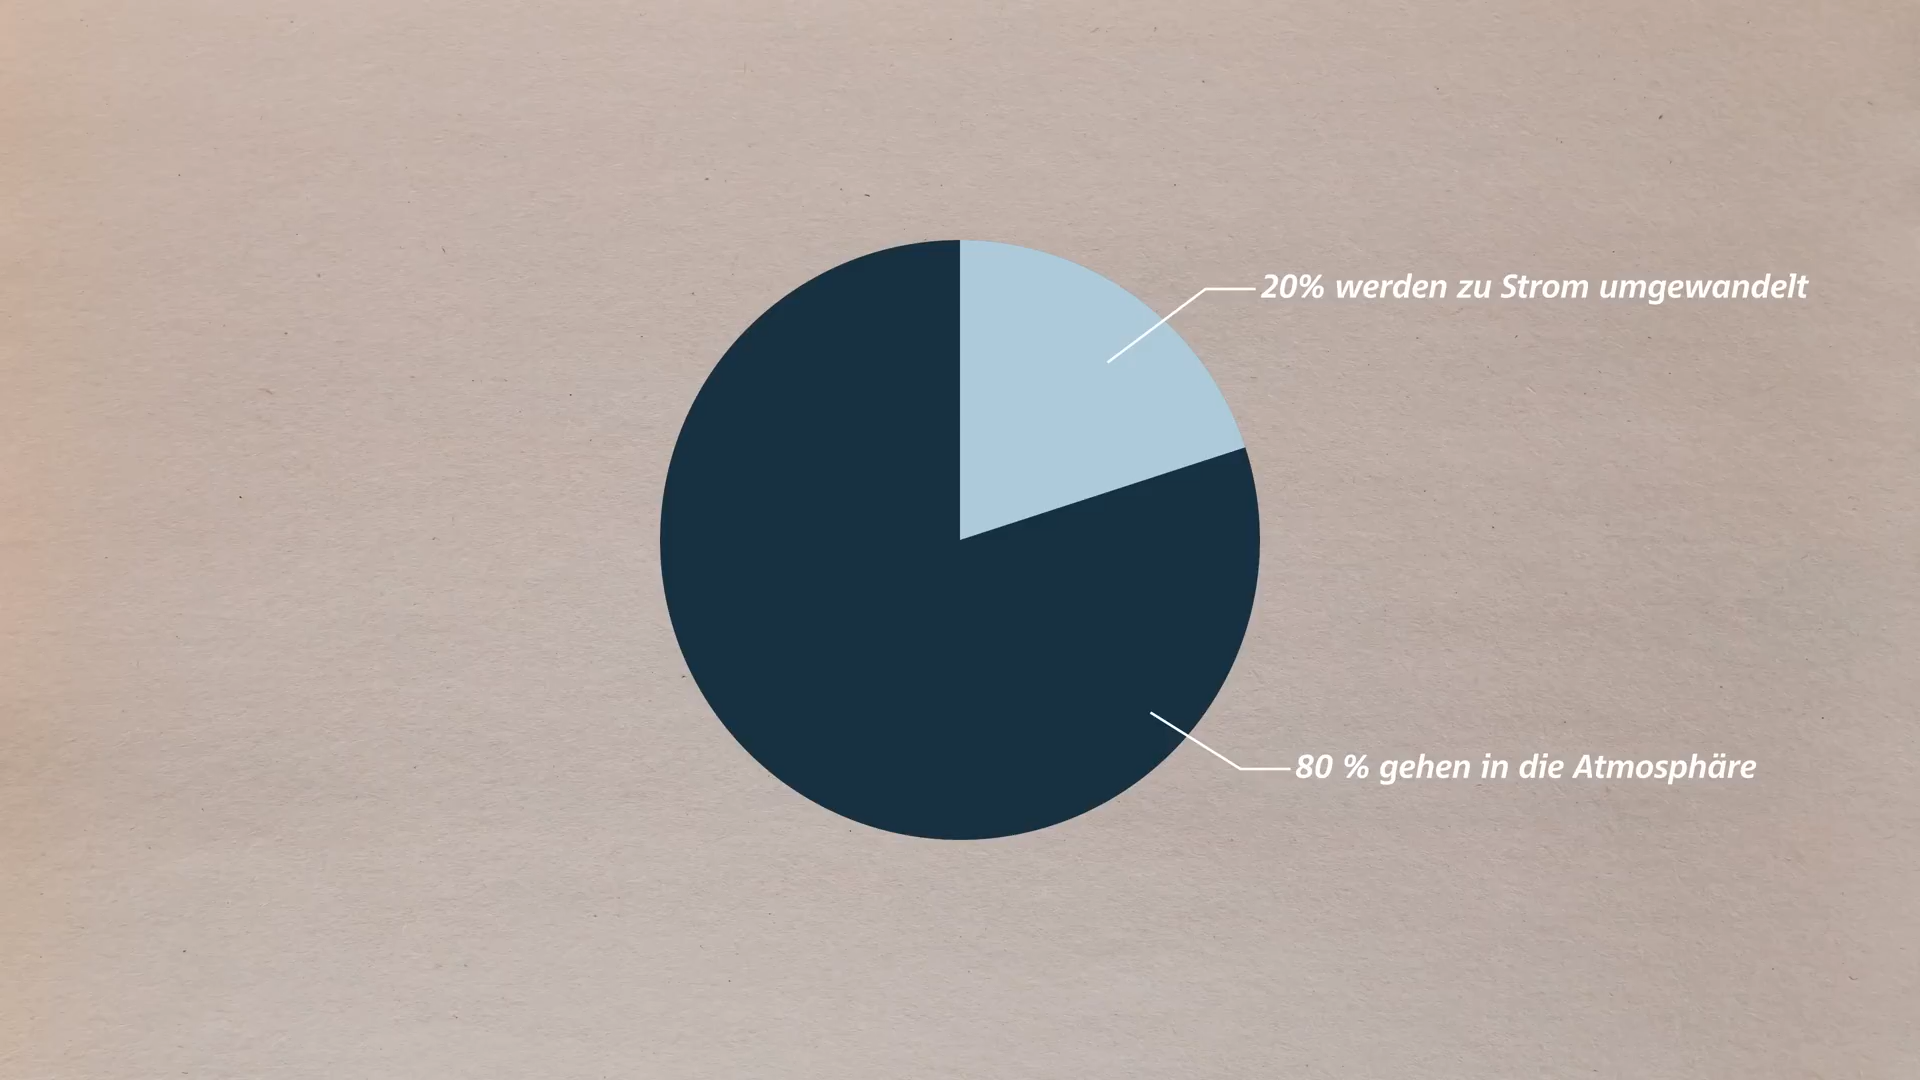 20% werden zu Strom umgewandelt
80 % gehen in die Atmosphäre